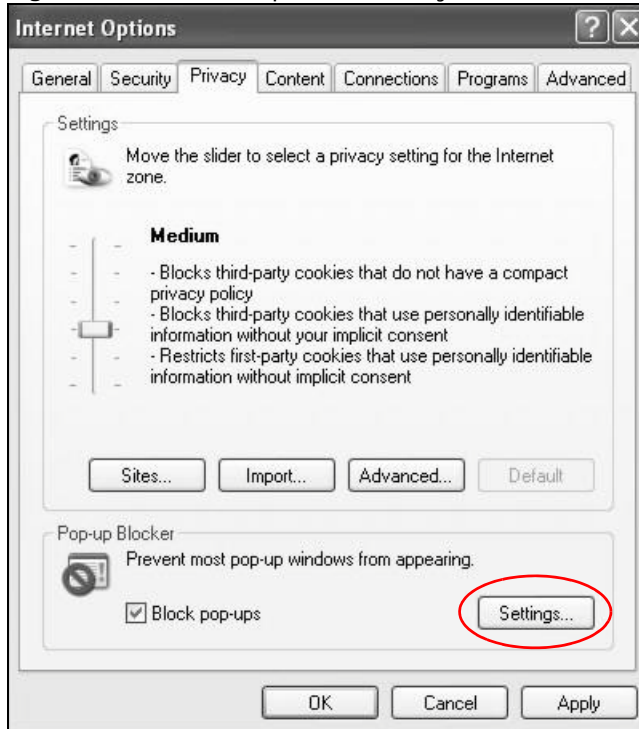 Internet Options
General Security Privacy Content Connections Programs Advanced
Settings
Move the slider to select a privacy setting for the Internet
zone.
Medium
- Blocks third-party cookies that do not have a compact
privacy policy
- Blocks third-party cookies that use personally identifiable
information without your implicit consent
- Restricts first-party cookies that use personally identifiable
information without implicit consent
Sites... Import... Advanced... Default
Pop-up Blocker
Prevent most pop-up windows from appearing.
Block pop-ups Settings...
OK Cancel Apply